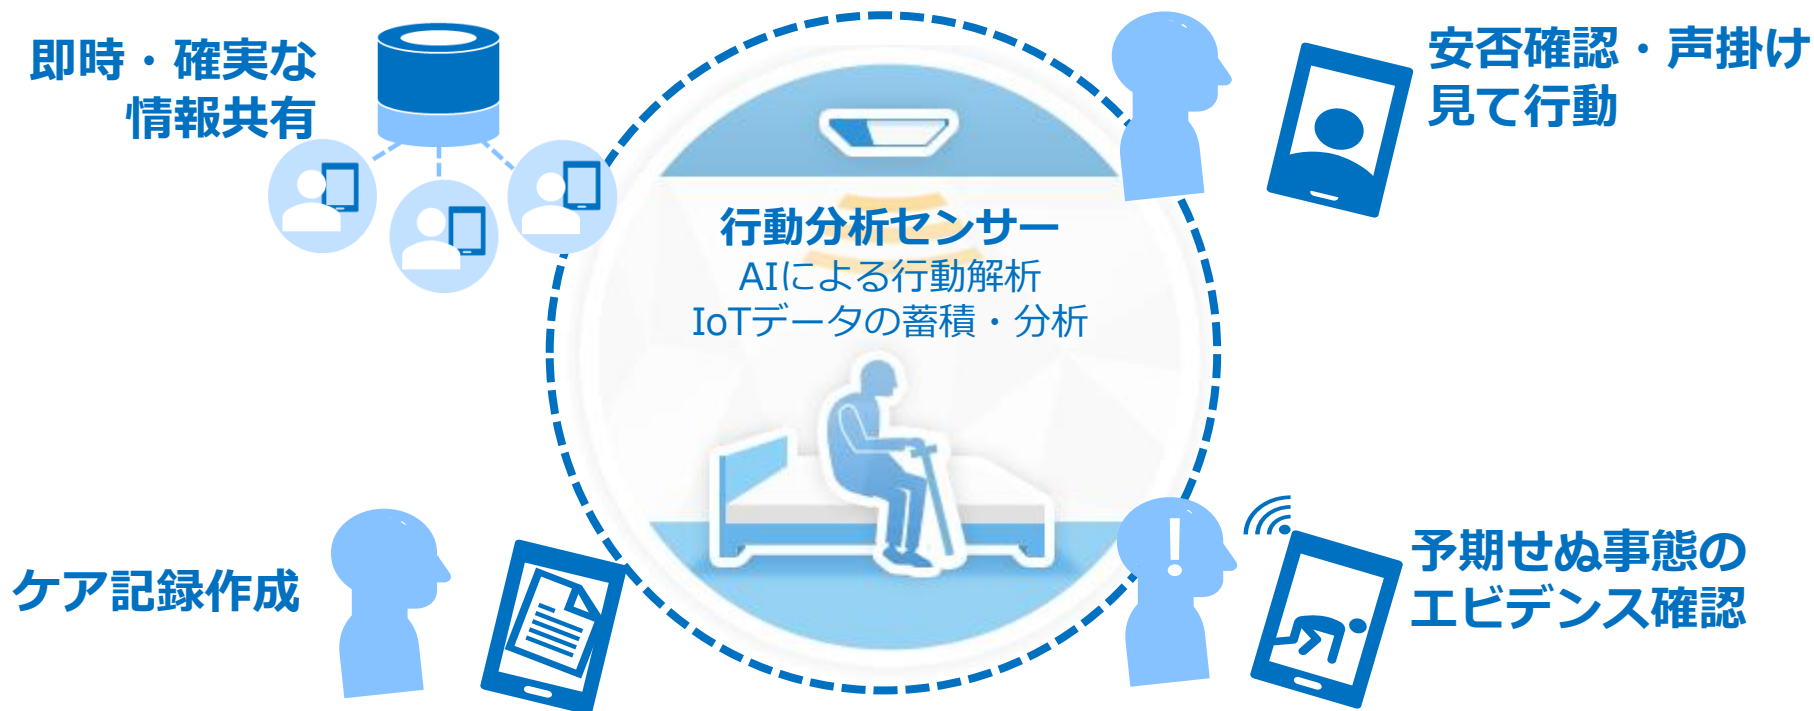 即時・確実な
情報共有
安否確認・声掛け
見て行動
行動分析センサー
AIによる行動解析
IoTデータの蓄積・分析
ケア記録作成
!
予期せぬ事態の
エビデンス確認